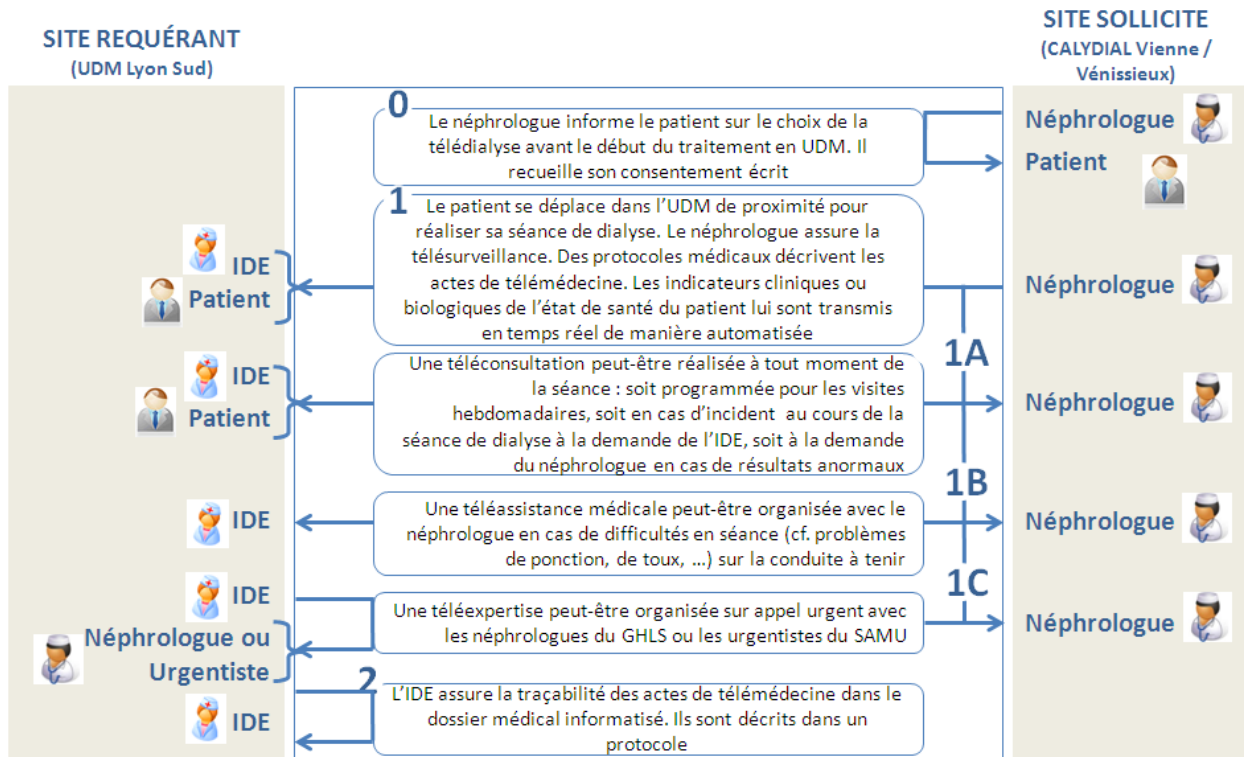 SITE REQUÉRANT
(UDM Lyon Sud)
SITE SOLLICITE
(CALYDIAL Vienne /
Vénissieux)
0
Le néphrologue informe le patient sur le choix de la
télédialyse avant le début du traitement en UDM. Il
recueille son consentement écrit
Néphrologue
Patient
1
Le patient se déplace dans l'UDM de proximité pour
réaliser sa séance de dialyse. Le néphrologue assure la
télésurveillance. Des protocoles médicaux décrivent les
actes de télémédecine. Les indicateurs cliniques ou
biologiques de l'état de santé du patient lui sont transmis
en temps réel de manière automatisée
IDE
Patient
Néphrologue
1A
Une téléconsultation peut-être réalisée à tout moment de
la séance : soit programmée pour les visites
hebdomadaires, soit en cas d'incident au cours de la
séance de dialyse à la demande de l'IDE, soit à la demande
du néphrologue en cas de résultats anormaux
IDE
Patient
Néphrologue
1B
Une téléassistance médicale peut-être organisée avec le
néphrologue en cas de difficultés en séance (cf. problèmes
de ponction, de toux, ...) sur la conduite à tenir
IDE
Néphrologue
1C
Une téléexpertise peut-être organisée sur appel urgent avec
les néphrologues du GHLS ou les urgentistes du SAMU
IDE
Néphrologue ou
Urgentiste
Néphrologue
2
L'IDE assure la traçabilité des actes de télémédecine dans le
dossier médical informatisé. Ils sont décrits dans un
protocole
IDE